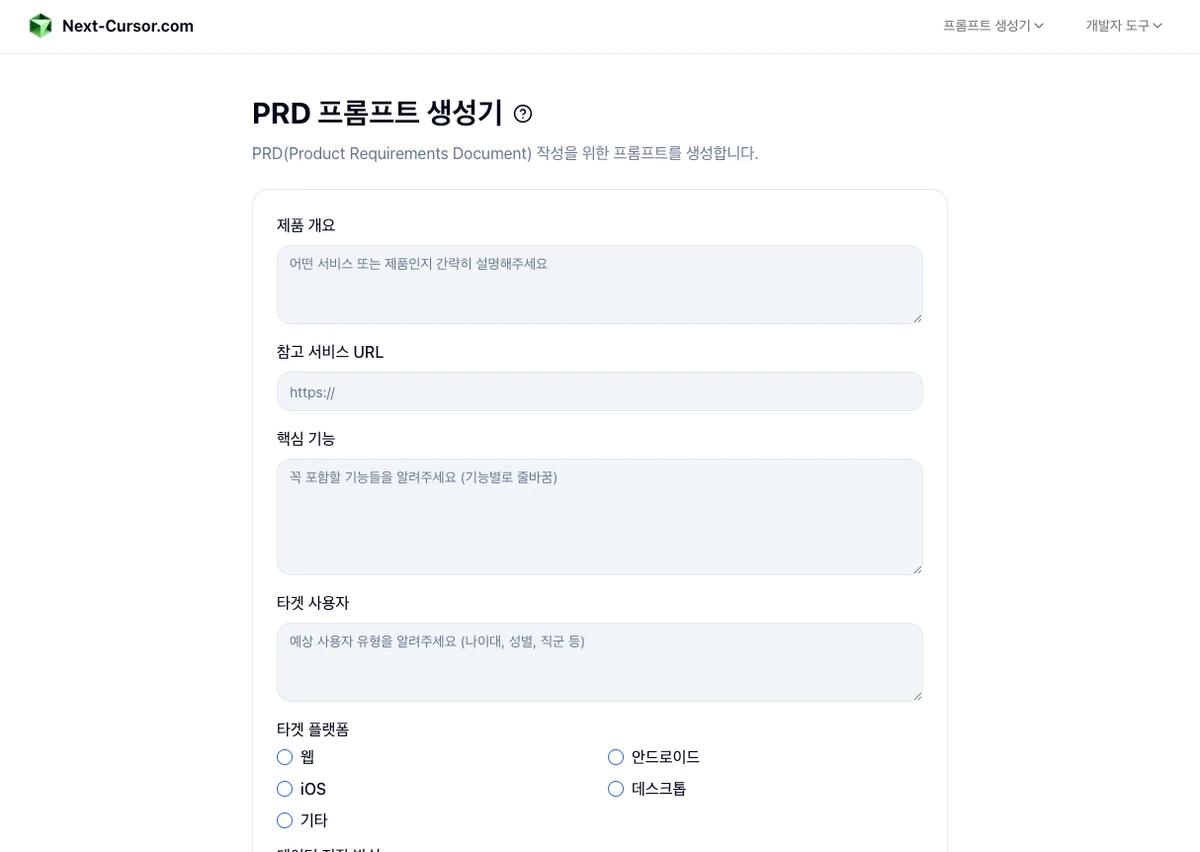 Next-Cursor.com
프롬프트 생성기
개발자 도구
PRD 프롬프트 생성기
PRD(Product Requirements Document) 작성을 위한 프롬프트를 생성합니다.
제품 개요
어떤 서비스 또는 제품인지 간략히 설명해주세요
참고 서비스 URL
https://
핵심 기능
꼭 포함할 기능들을 알려주세요 (기능별로 줄바꿈)
타겟 사용자
예상 사용자 유형을 알려주세요 (나이대, 성별, 직군 등)
타겟 플랫폼
웹
안드로이드
iOS
데스크톱
기타